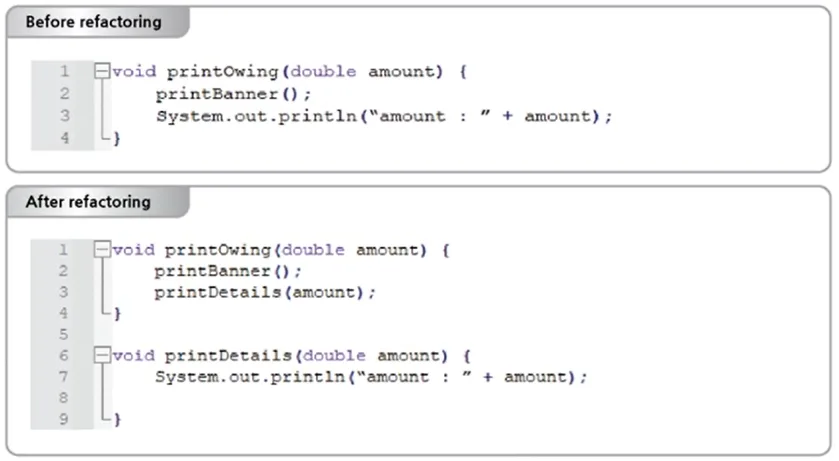 Before refactoring
1 void printOwing(double amount) {
2 printBanner();
3 System.out.println(“amount : ” + amount);
4 }
After refactoring
1 void printOwing(double amount) {
2 printBanner();
3 printDetails(amount);
4 }
5
6 void printDetails(double amount) {
7 System.out.println(“amount : ” + amount);
8
9 }